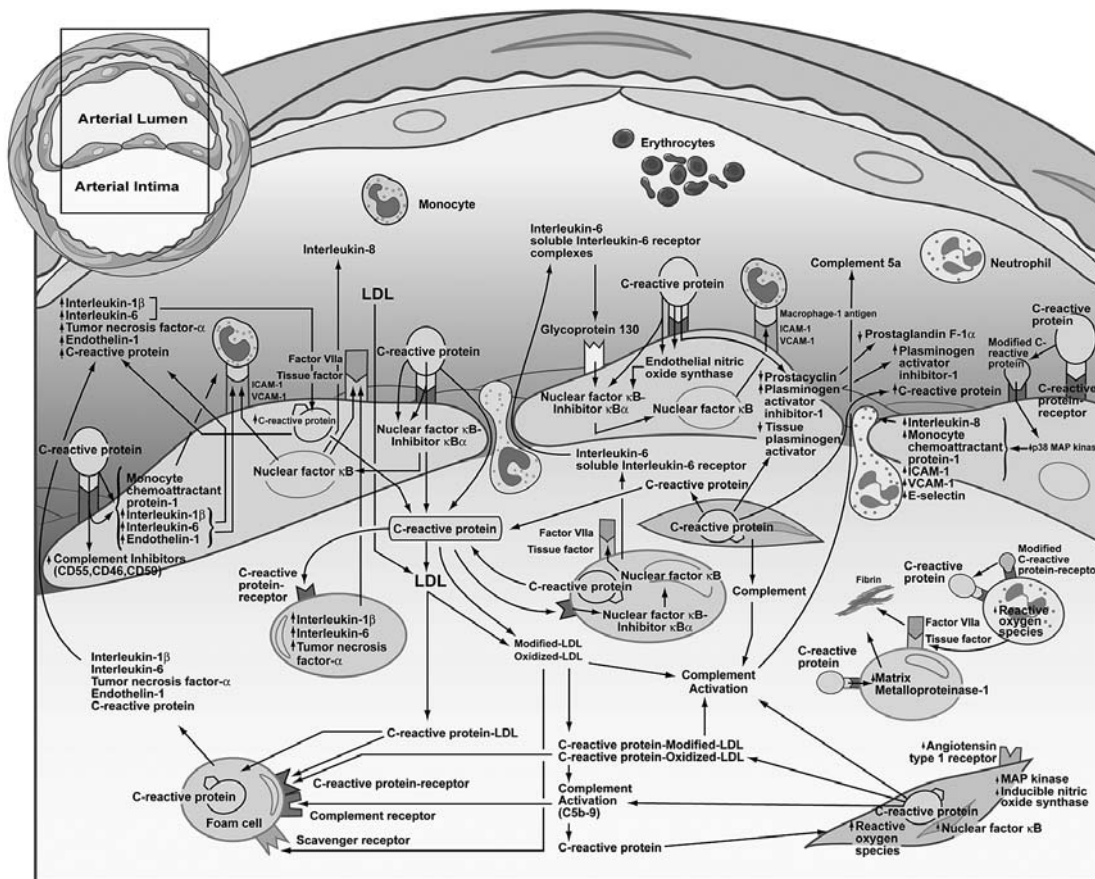 Arterial Lumen
Arterial Intima
Erythrocytes
Monocyte
Neutrophil
Interleukin-8
LDL
Interleukin-6
soluble Interleukin-6 receptor
complexes
C-reactive protein
Complement 5a
Interleukin-1β
Interleukin-6
Tumor necrosis factor-α
Endothelin-1
C-reactive protein
Factor VIIa
Tissue factor
C-reactive protein
Glycoprotein 130
Macrophage-1 antigen
ICAM-1
VCAM-1
Prostaglandin F-1α
Plasminogen
activator
inhibitor-1
C-reactive protein
C-reactive
protein
Modified C-
reactive
protein
C-reactive
protein-
receptor
ICAM-1
VCAM-1
C-reactive protein
Nuclear factor κB
Nuclear factor κB-
Inhibitor κBα
Endothelial nitric
oxide synthase
Nuclear factor κB-
Inhibitor κBα
Nuclear factor κB
Prostacyclin
Plasminogen
activator
inhibitor-1
Tissue
plasminogen
activator
Interleukin-8
Monocyte
chemoattractant
protein-1
ICAM-1
VCAM-1
E-selectin
p38 MAP kinase
C-reactive protein
Monocyte
chemoattractant
protein-1
Interleukin-1β
Interleukin-6
Endothelin-1
Complement Inhibitors
(CD55,CD46,CD59)
Interleukin-6
soluble Interleukin-6 receptor
C-reactive protein
C-reactive protein
C-reactive protein
Factor VIIa
Tissue factor
Nuclear factor κB
C-reactive protein
Nuclear factor κB-
Inhibitor κBα
Complement
C-reactive
protein-
receptor
LDL
Interleukin-1β
Interleukin-6
Tumor necrosis
factor-α
Modified-LDL
Oxidized-LDL
Complement
Activation
Fibrin
C-reactive
protein
Modified
C-reactive
protein-receptor
Reactive
oxygen
species
Factor VIIa
Tissue factor
C-reactive
protein
Matrix
Metalloproteinase-1
Interleukin-1β
Interleukin-6
Tumor necrosis factor-α
Endothelin-1
C-reactive protein
C-reactive protein-LDL
C-reactive protein-Modified-LDL
C-reactive protein-Oxidized-LDL
C-reactive protein-receptor
C-reactive protein
Foam cell
Complement receptor
Scavenger receptor
Complement
Activation
(C5b-9)
C-reactive protein
Angiotensin
type 1 receptor
MAP kinase
Inducible nitric
oxide synthase
C-reactive protein
Reactive
oxygen
species
Nuclear factor κB